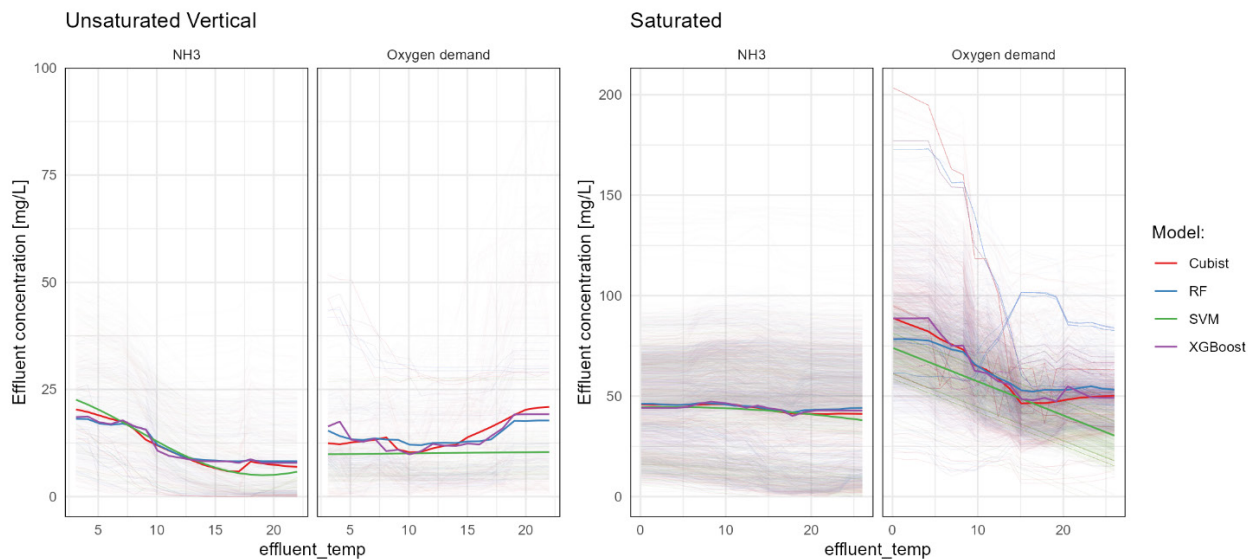 Unsaturated Vertical
NH3
Oxygen demand
100
75
50
25
0
5
10
15
20
5
10
15
20
Effluent concentration [mg/L]
effluent_temp
Saturated
NH3
Oxygen demand
200
150
100
50
0
0
10
20
0
10
20
Effluent concentration [mg/L]
effluent_temp
Model:
Cubist
RF
SVM
XGBoost